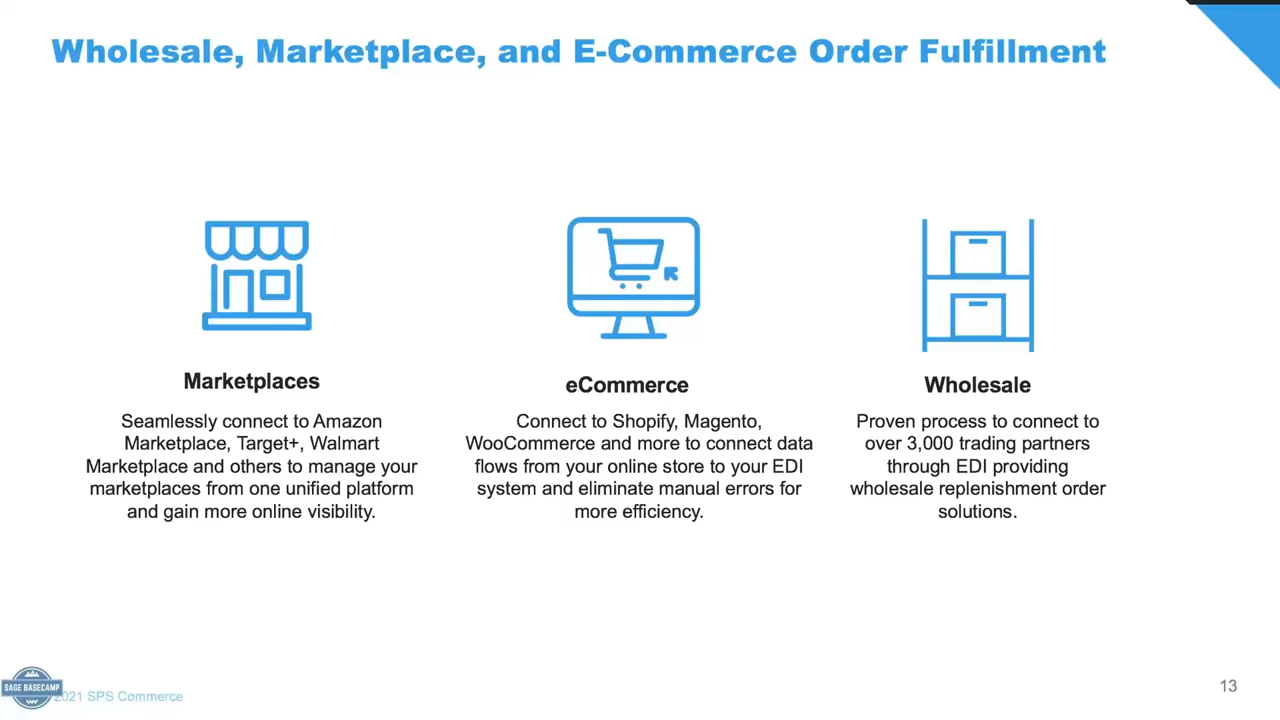 Wholesale, Marketplace, and E-Commerce Order Fulfillment
Marketplaces
Seamlessly connect to Amazon
Marketplace, Target+, Walmart
Marketplace and others to manage your
marketplaces from one unified platform
and gain more online visibility.
eCommerce
Connect to Shopify, Magento,
WooCommerce and more to connect data
flows from your online store to your EDI
system and eliminate manual errors for
more efficiency.
Wholesale
Proven process to connect to
over 3,000 trading partners
through EDI providing
wholesale replenishment order
solutions.
SAGE BASECAMP
2021 SPS Commerce
13